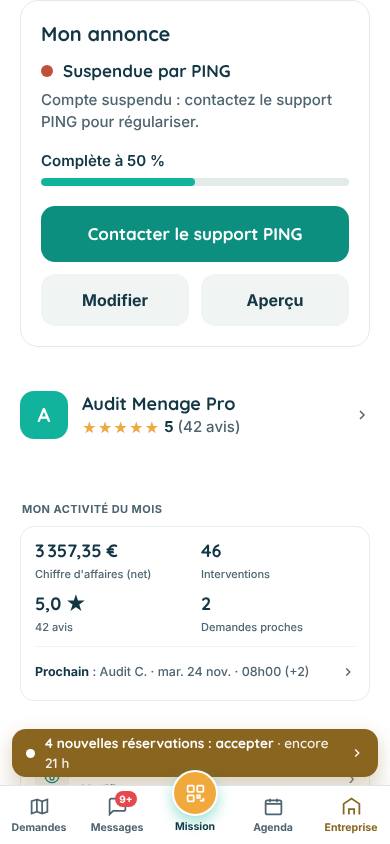 Mon annonce
Suspendue par PING
Compte suspendu : contactez le support
PING pour régulariser.
Complète à 50 %
Contacter le support PING
Modifier
Aperçu
A
Audit Menage Pro
★★★★★ 5 (42 avis)
MON ACTIVITÉ DU MOIS
3 357,35 €
46
Chiffre d'affaires (net)
Interventions
5,0 ★
2
42 avis
Demandes proches
Prochain : Audit C. · mar. 24 nov. · 08h00 (+2)
4 nouvelles réservations : accepter · encore
21 h
9+
Demandes
Messages
Mission
Agenda
Entreprise